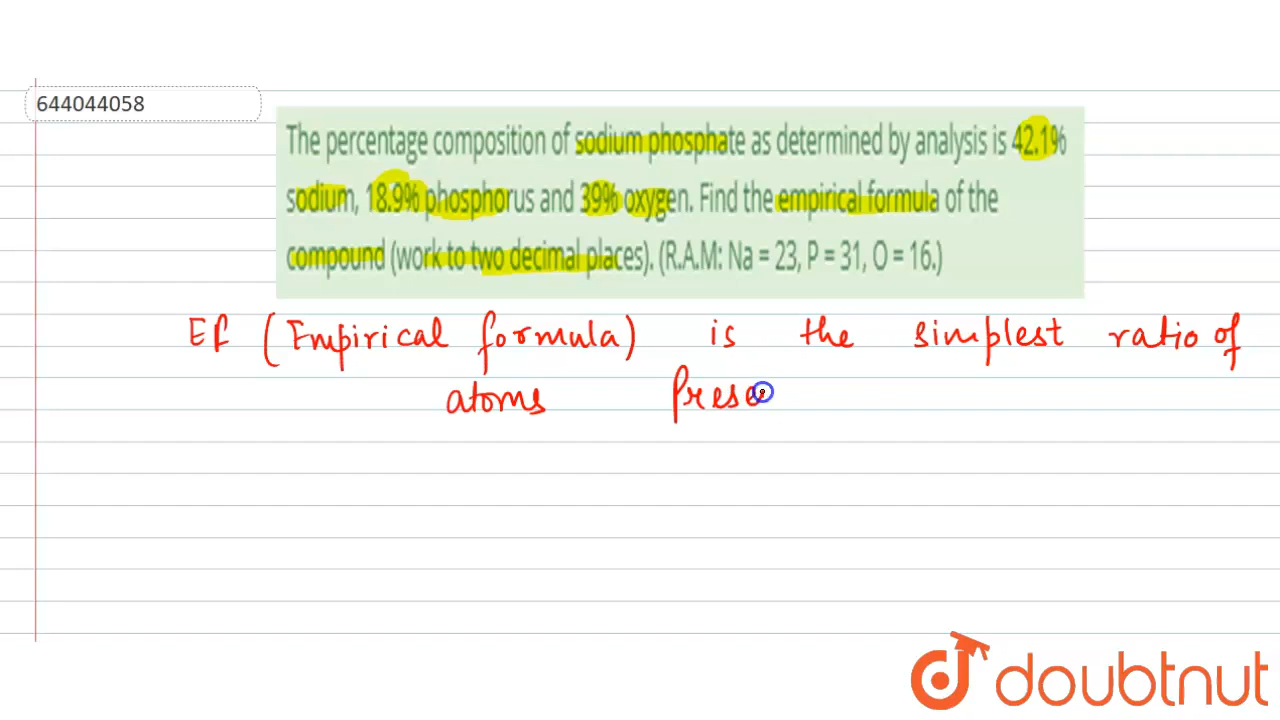 644044058
The percentage composition of sodium phosphate as determined by analysis is 42.1%
sodium, 18.9% phosphorus and 39% oxygen. Find the empirical formula of the
compound (work to two decimal places). (R.A.M: Na = 23, P = 31, O = 16.)
EF (Empirical formula) is the simplest ratio of
atoms Prese
doubtnut